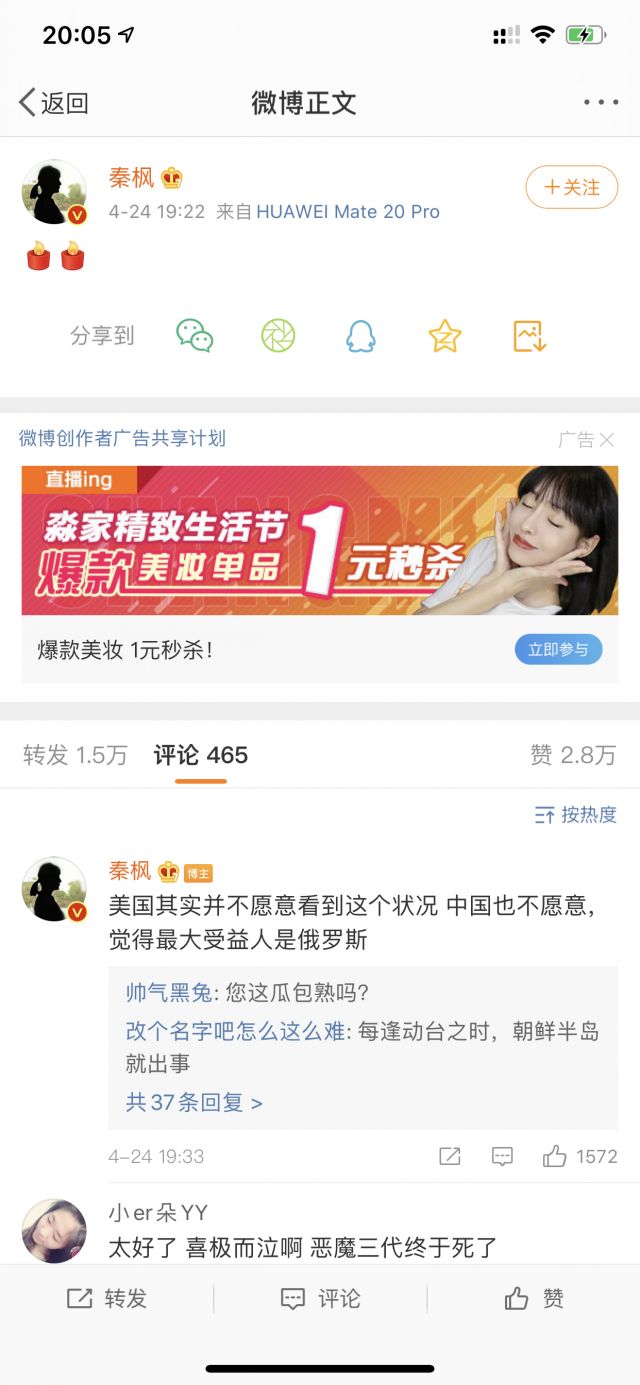 20:05
返回
微博正文
秦枫
+关注
4-24 19:22 来自HUAWEI Mate 20 Pro
分享到
微博创作者广告共享计划
广告
直播ing
淼家精致生活节
爆款美妆单品1元秒杀
爆款美妆 1元秒杀!
立即参与
转发 1.5万
评论 465
赞 2.8万
按热度
秦枫 博主
美国其实并不愿意看到这个状况 中国也不愿意,
觉得最大受益人是俄罗斯
帅气黑兔: 您这瓜包熟吗?
改个名字吧怎么这么难: 每逢动台之时，朝鲜半岛
就出事
共37条回复 >
4-24 19:33
1572
小er朵YY
太好了 喜极而泣啊 恶魔三代终于死了
转发
评论
赞